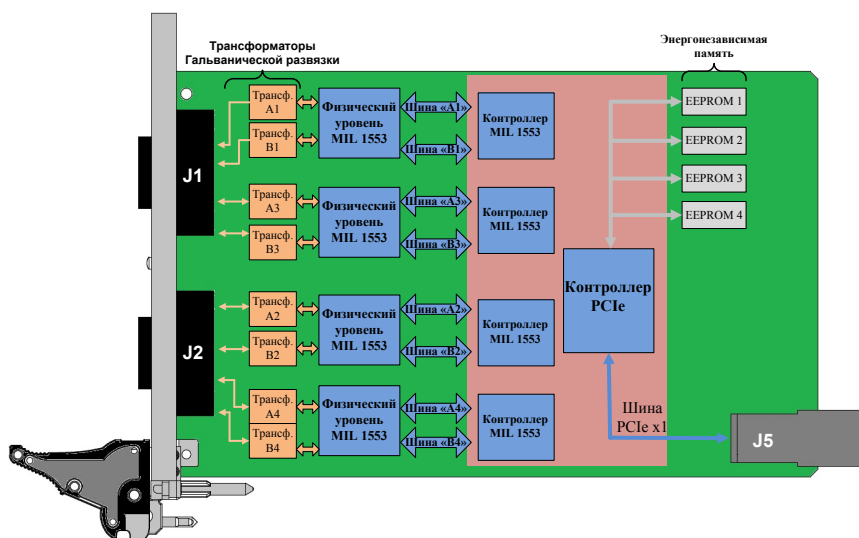 Трансформаторы
Гальванической развязки
Энергонезависимая
память
J1
Трансф.
A1
Трансф.
B1
Физический
уровень
MIL 1553
Шина «A1»
Шина «B1»
Контроллер
MIL 1553
Трансф.
A3
Трансф.
B3
Физический
уровень
MIL 1553
Шина «A3»
Шина «B3»
Контроллер
MIL 1553
J2
Трансф.
A2
Трансф.
B2
Физический
уровень
MIL 1553
Шина «A2»
Шина «B2»
Контроллер
MIL 1553
Трансф.
A4
Трансф.
B4
Физический
уровень
MIL 1553
Шина «A4»
Шина «B4»
Контроллер
MIL 1553
EEPROM 1
EEPROM 2
EEPROM 3
EEPROM 4
Контроллер
PCIe
Шина
PCIe x1
J5